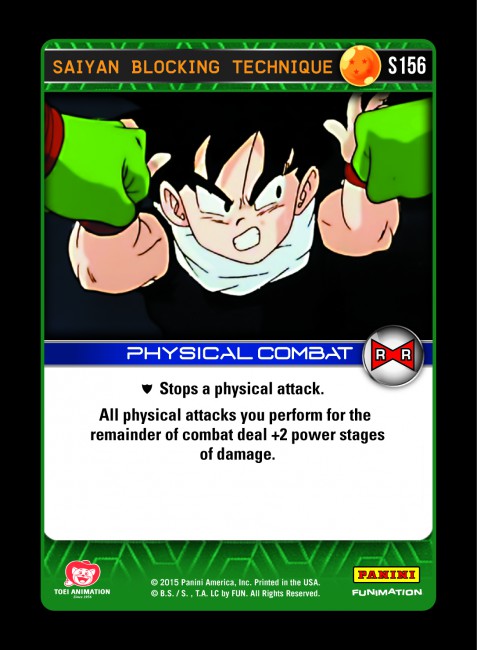 SAIYAN BLOCKING TECHNIQUE S156
PHYSICAL COMBAT
R R
Stops a physical attack.
All physical attacks you perform for the
remainder of combat deal +2 power stages
of damage.
TOEI ANIMATION
Since 1956
© 2015 Panini America, Inc. Printed in the USA.
© B.S. / S. , T.A. LC by FUN. All Rights Reserved.
PANINI
FUNIMATION